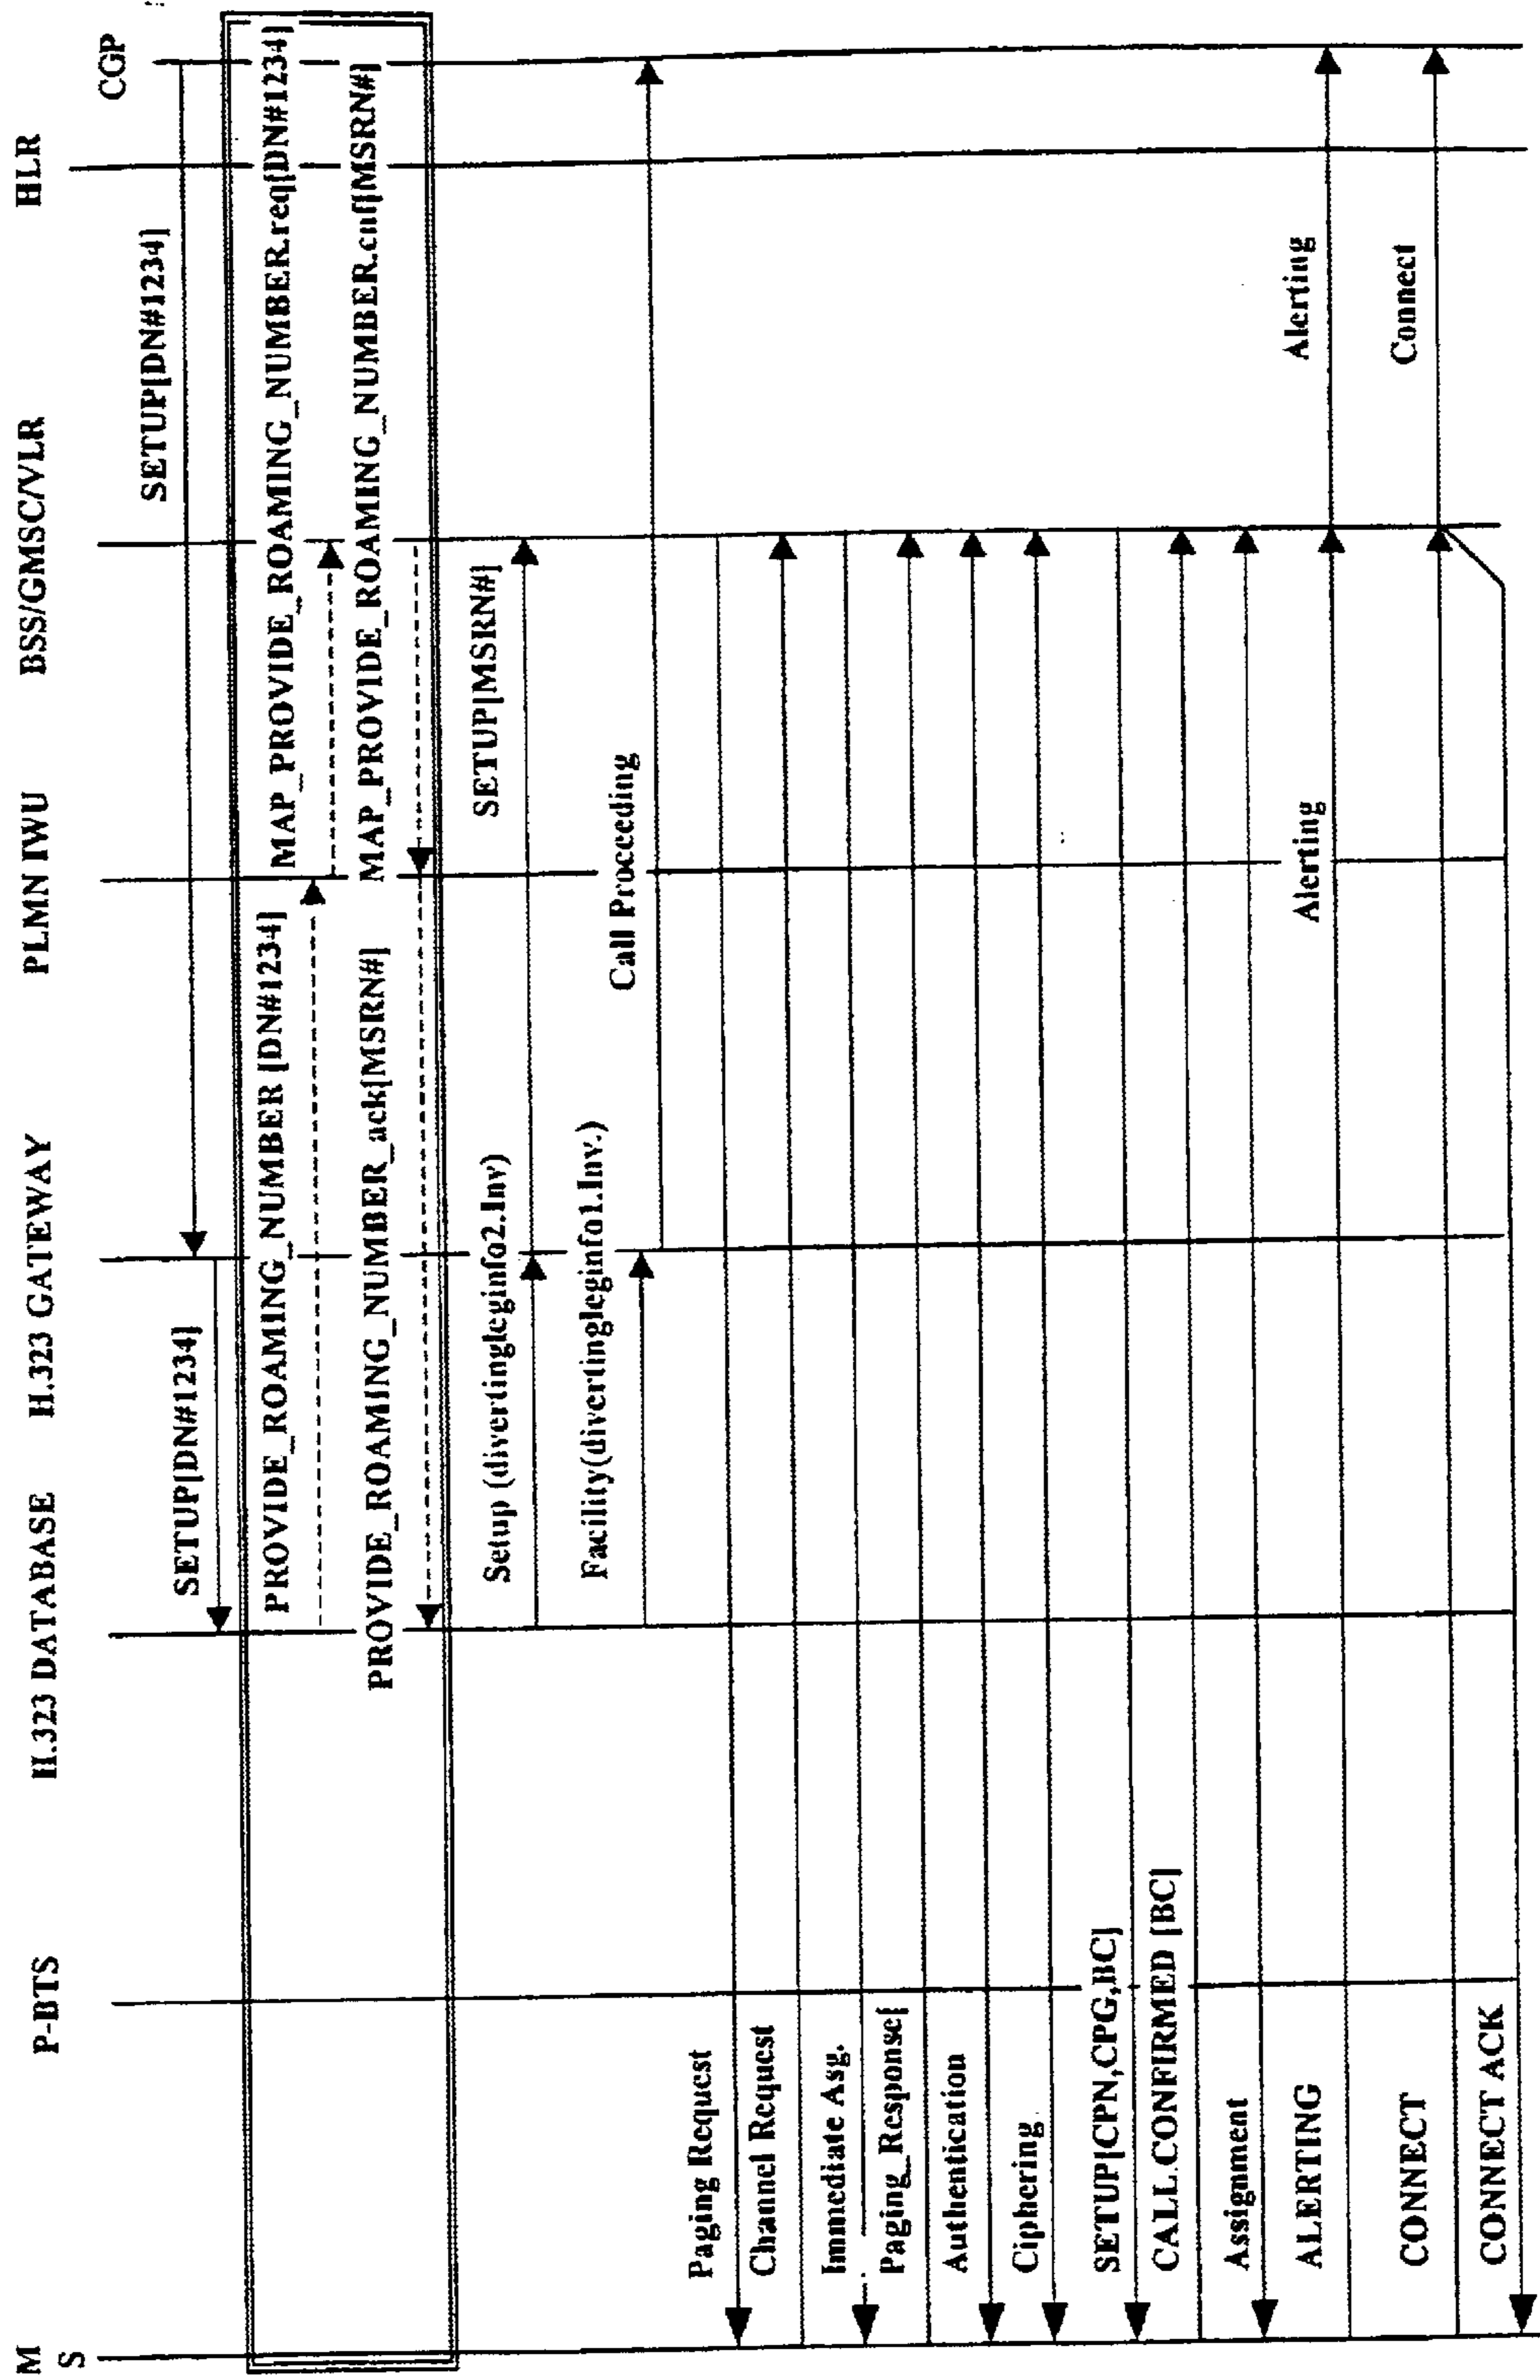 MS
P-BTS
H.323 DATABASE
H.323 GATEWAY
PLMN IWU
BSS/GMSC/VLR
HLR
CGP
SETUP[DN#1234]
SETUP[DN#1234]
PROVIDE_ROAMING_NUMBER [DN#1234]
MAP_PROVIDE_ROAMING_NUMBER.req[DN#1234]
PROVIDE_ROAMING_NUMBER_ack[MSRN#]
MAP_PROVIDE_ROAMING_NUMBER.cnf[MSRN#]
Setup (divertingleginfo2.Inv)
SETUP[MSRN#]
Facility(divertingleginfo1.Inv.)
Call Proceeding
Paging Request
Channel Request
Immediate Asg.
Paging_Response[
Authentication
Ciphering
SETUP[CPN,CPG,BC]
CALL.CONFIRMED [BC]
Assignment
ALERTING
Alerting
Alerting
CONNECT
Connect
CONNECT ACK